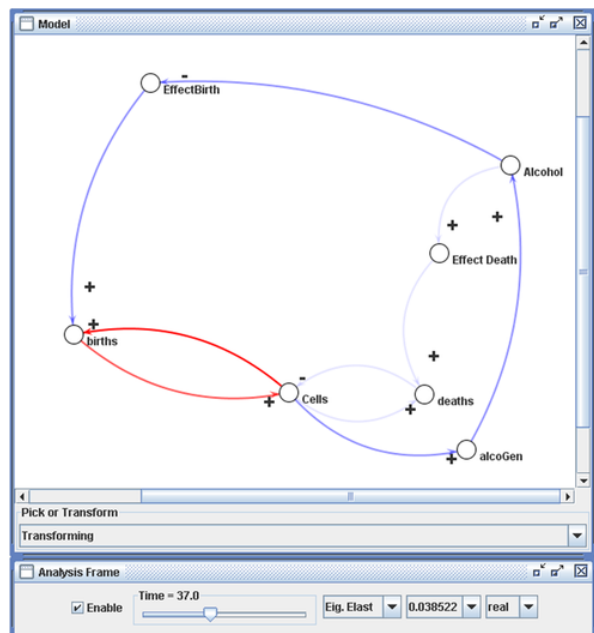 Model
-
EffectBirth
Alcohol
+
+
Effect Death
+
+
births
+
-
Cells
+
deaths
+
+
alcoGen
Pick or Transform
Transforming
Analysis Frame
Enable
Time = 37.0
Eig. Elast
0.038522
real